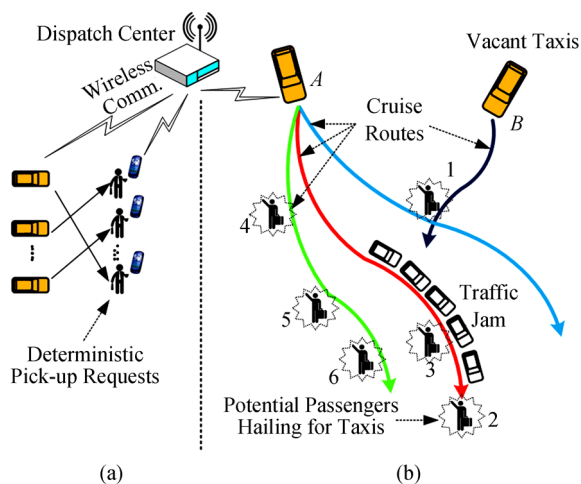 Dispatch Center
Wireless
Comm.
Deterministic
Pick-up Requests
(a)
Vacant Taxis
A
B
Cruise
Routes
1
4
Traffic
Jam
5
3
6
Potential Passengers
Hailing for Taxis
2
(b)